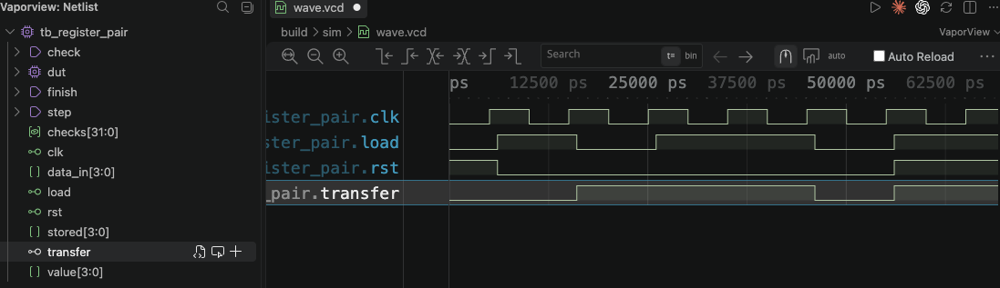 Vaporview: Netlist
tb_register_pair
check
dut
finish
step
checks[31:0]
clk
data_in[3:0]
load
rst
stored[3:0]
transfer
value[3:0]
wave.vcd
build > sim > wave.vcd
VaporView
Search
t=
bin
auto
Auto Reload
ps 12500 ps 25000 ps 37500 ps 50000 ps 62500 ps
ister_pair.clk
ster_pair.load
ister_pair.rst
_pair.transfer